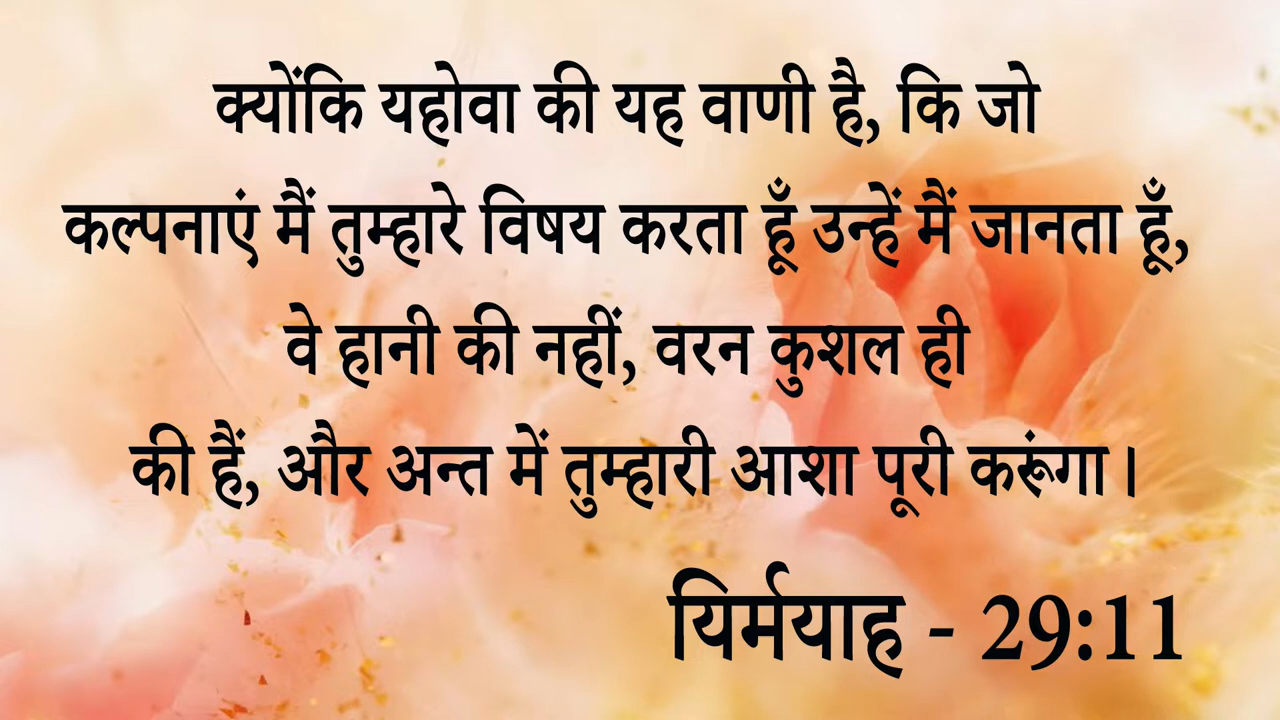 क्योंकि यहोवा की यह वाणी है, कि जो
कल्पनाएं मैं तुम्हारे विषय करता हूँ उन्हें मैं जानता हूँ,
वे हानी की नहीं, वरन कुशल ही
की हैं, और अन्त में तुम्हारी आशा पूरी करूंगा।
यिर्मयाह - 29:11